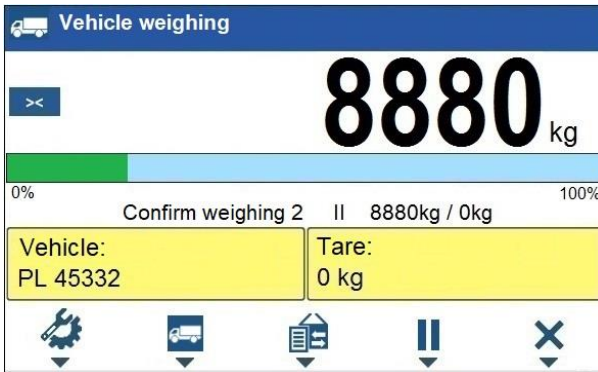 Vehicle weighing
><
8880 kg
0% 100%
Confirm weighing 2 II 8880kg / 0kg
Vehicle: Tare:
PL 45332 0 kg